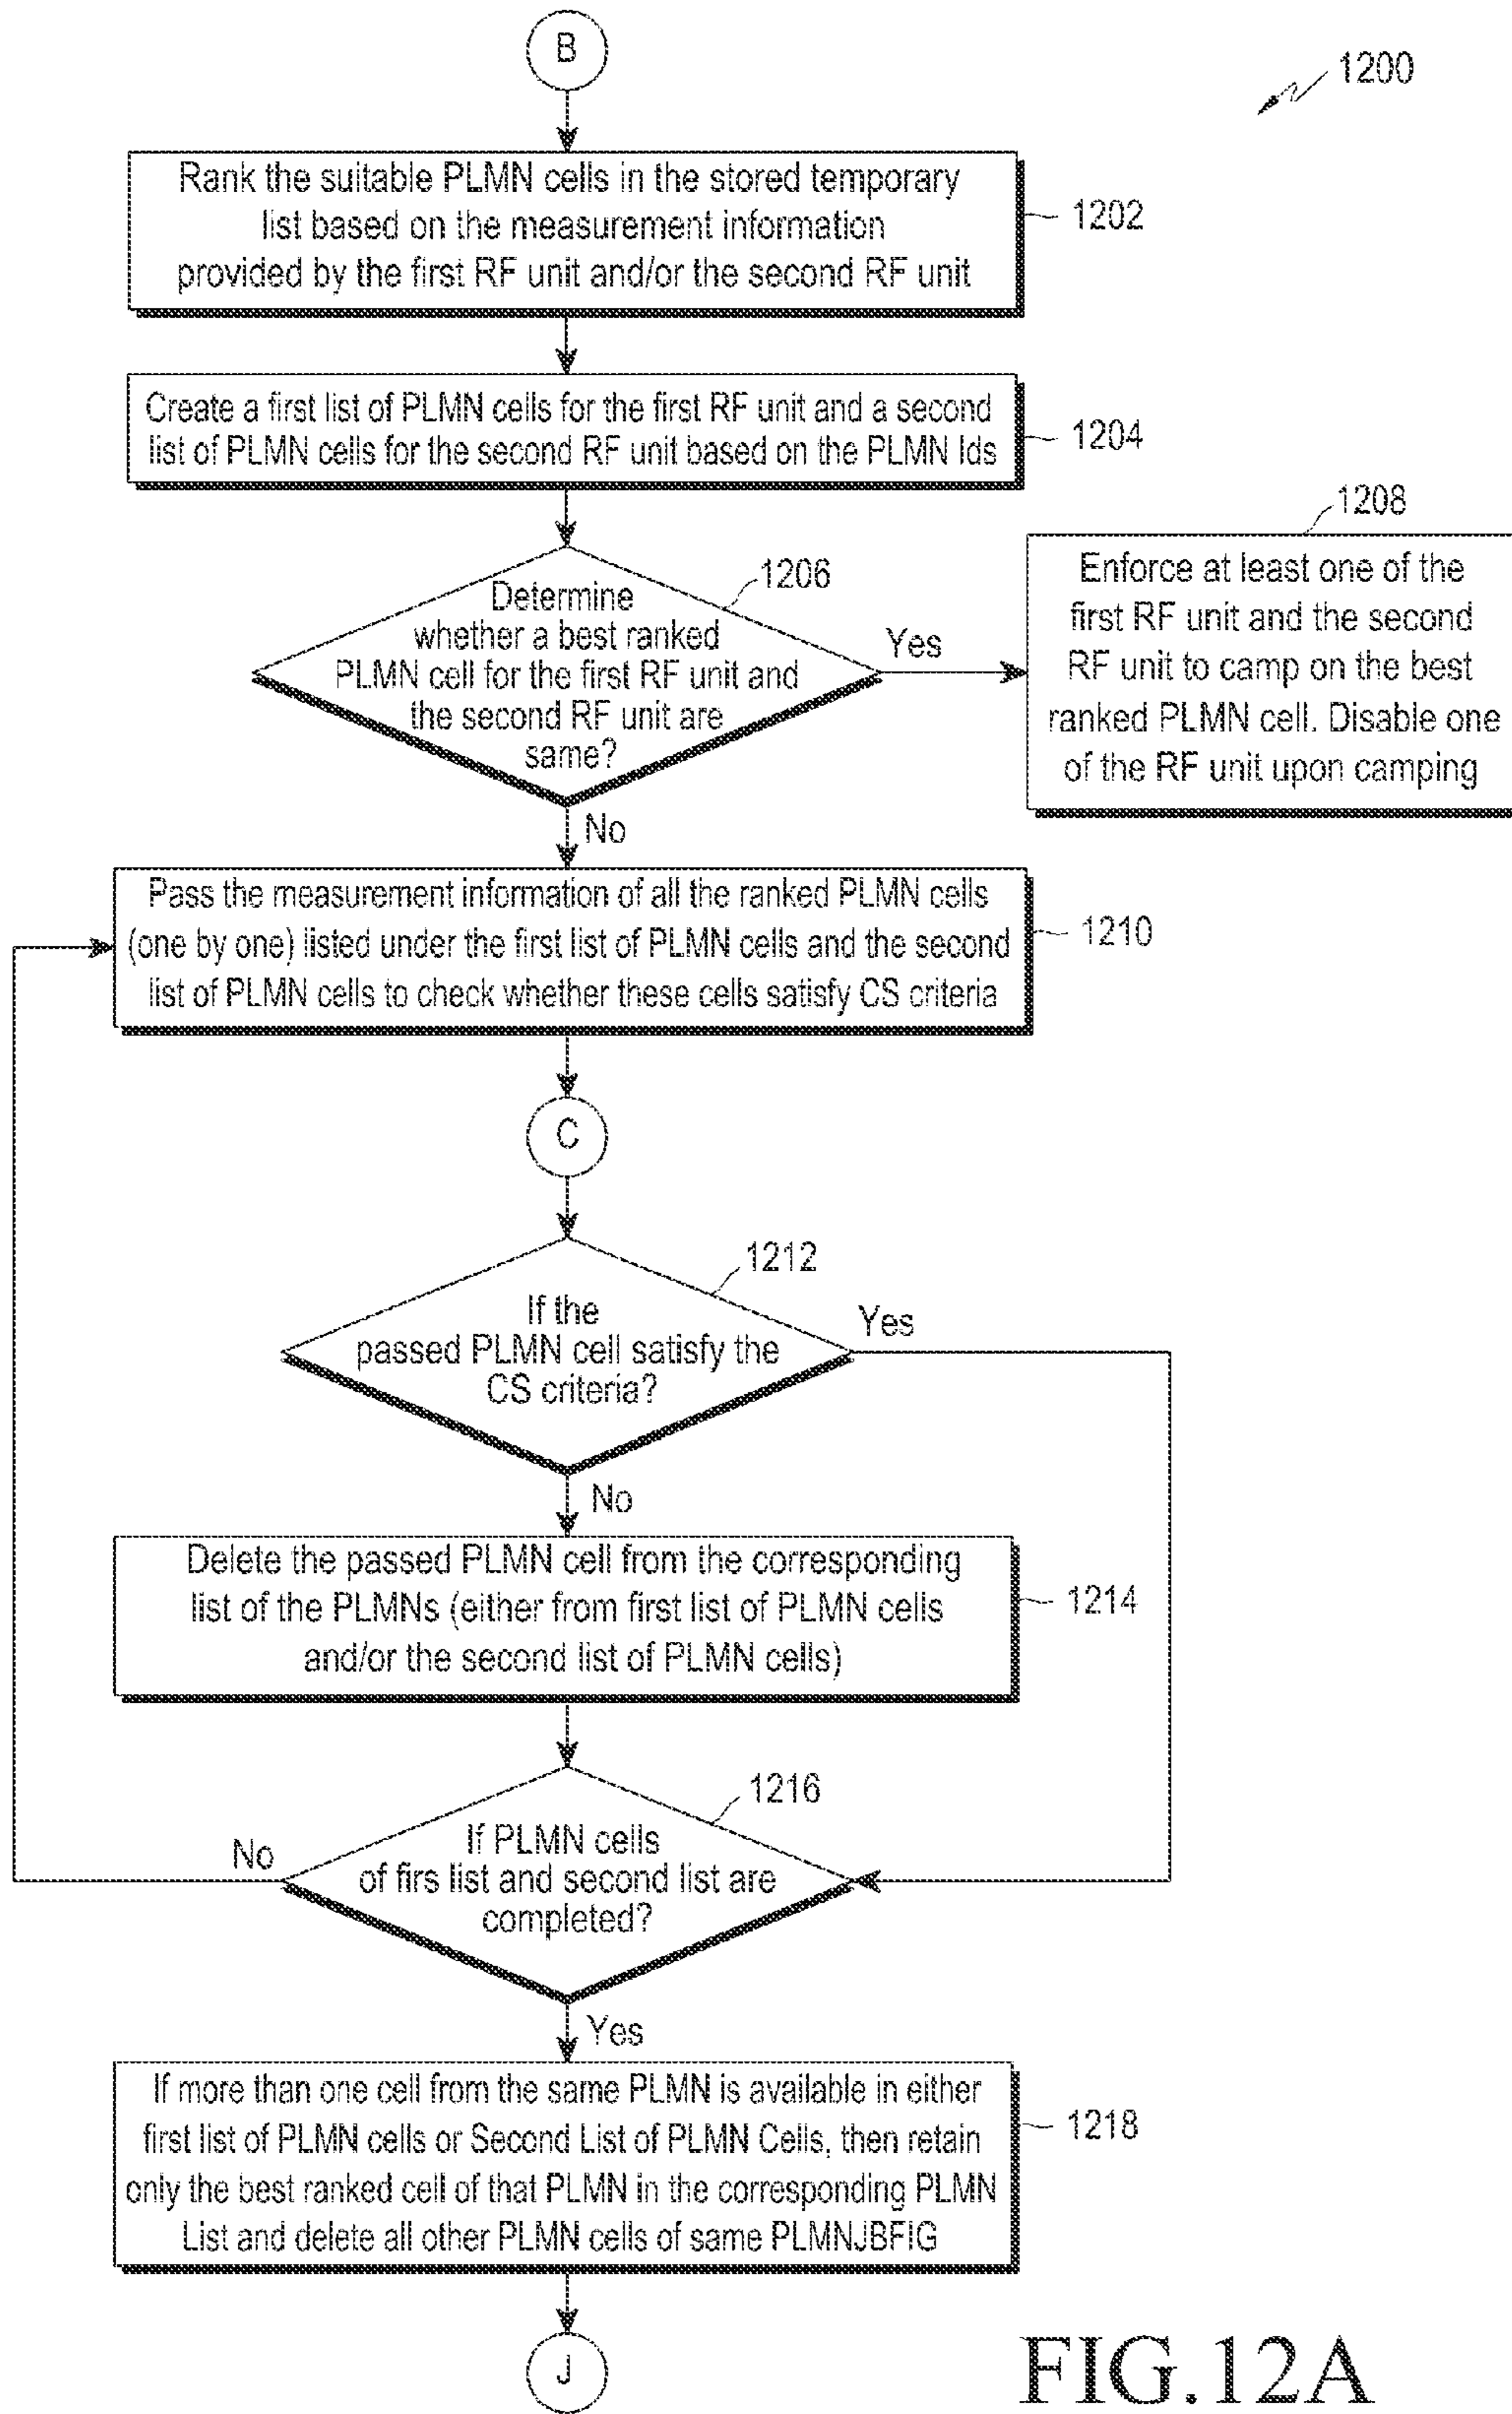 B
1200
Rank the suitable PLMN cells in the stored temporary
list based on the measurement information
provided by the first RF unit and/or the second RF unit
1202
Create a first list of PLMN cells for the first RF unit and a second
list of PLMN cells for the second RF unit based on the PLMN Ids
1204
Determine
whether a best ranked
PLMN cell for the first RF unit and
the second RF unit are
same?
1206
Yes
1208
Enforce at least one of the
first RF unit and the second
RF unit to camp on the best
ranked PLMN cell. Disable one
of the RF unit upon camping
No
Pass the measurement information of all the ranked PLMN cells
(one by one) listed under the first list of PLMN cells and the second
list of PLMN cells to check whether these cells satisfy CS criteria
1210
C
If the
passed PLMN cell satisfy the
CS criteria?
1212
Yes
No
Delete the passed PLMN cell from the corresponding
list of the PLMNs (either from first list of PLMN cells
and/or the second list of PLMN cells)
1214
If PLMN cells
of firs list and second list are
completed?
1216
No
Yes
If more than one cell from the same PLMN is available in either
first list of PLMN cells or Second List of PLMN Cells, then retain
only the best ranked cell of that PLMN in the corresponding PLMN
List and delete all other PLMN cells of same PLMNJBFIG
1218
J
FIG.12A